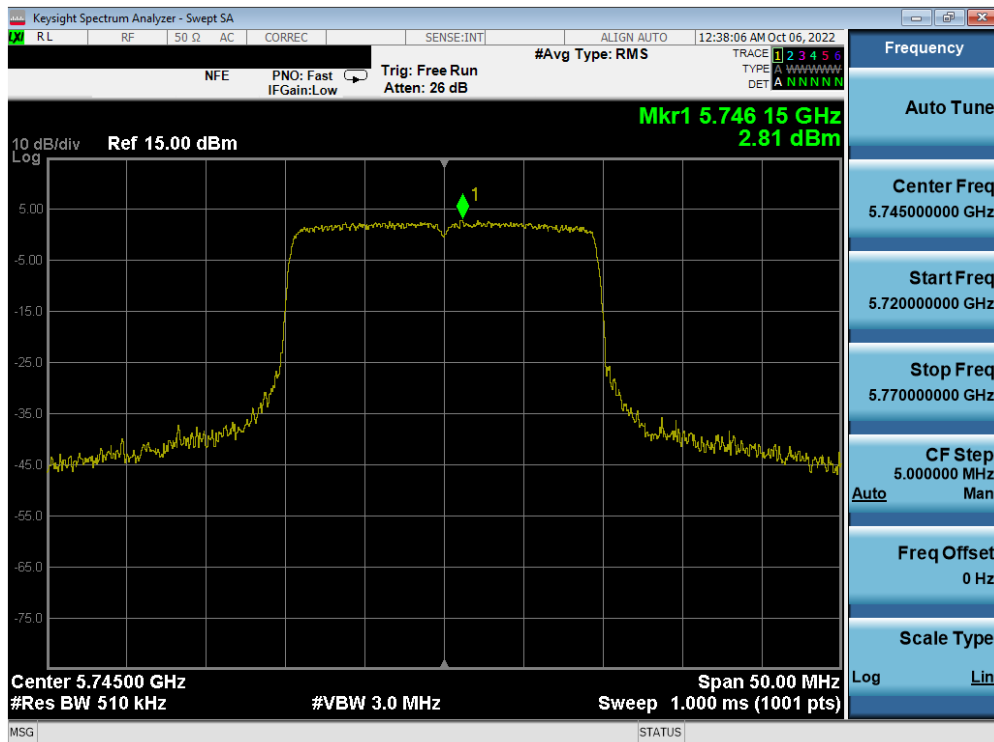 Keysight Spectrum Analyzer - Swept SA
LXI RL RF 50 Ω AC CORREC SENSE:INT ALIGN AUTO 12:38:06 AM Oct 06, 2022
#Avg Type: RMS TRACE 1 2 3 4 5 6
NFE PNO: Fast Trig: Free Run TYPE A WWWWW
IFGain:Low Atten: 26 dB DET A N N N N N
Mkr1 5.746 15 GHz
2.81 dBm
10 dB/div Ref 15.00 dBm
Log
1
5.00
-5.00
-15.0
-25.0
-35.0
-45.0
-55.0
-65.0
-75.0
Center 5.74500 GHz Span 50.00 MHz
#Res BW 510 kHz #VBW 3.0 MHz Sweep 1.000 ms (1001 pts)
MSG STATUS
Frequency
Auto Tune
Center Freq
5.745000000 GHz
Start Freq
5.720000000 GHz
Stop Freq
5.770000000 GHz
CF Step
5.000000 MHz
Auto Man
Freq Offset
0 Hz
Scale Type
Log Lin